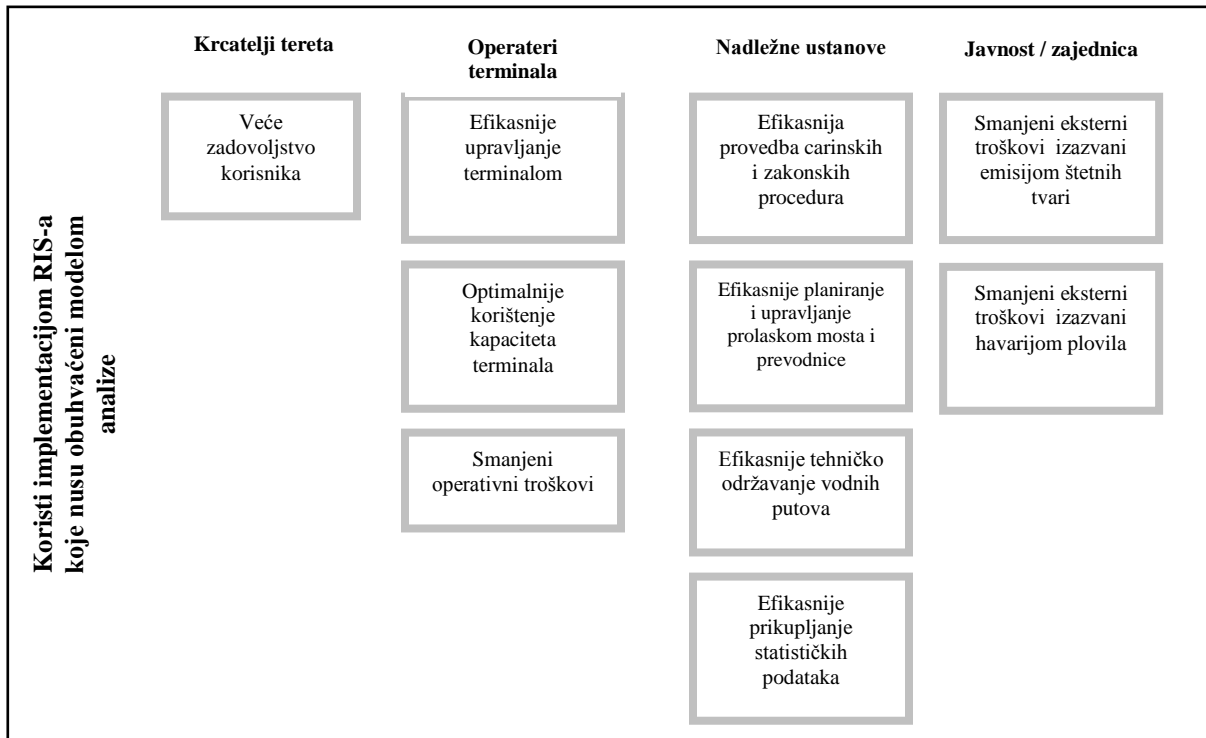 Koristi implementacijom RIS-a
koje nusu obuhvaćeni modelom
analize
Krcatelji tereta
Veće
zadovoljstvo
korisnika
Operateri
terminala
Efikasnije
upravljanje
terminalom
Optimalnije
korištenje
kapaciteta
terminala
Smanjeni
operativni troškovi
Nadležne ustanove
Efikasnija
provedba carinskih
i zakonskih
procedura
Efikasnije planiranje
i upravljanje
prolaskom mosta i
prevodnice
Efikasnije tehničko
održavanje vodnih
putova
Efikasnije
prikupljanje
statističkih
podataka
Javnost / zajednica
Smanjeni eksterni
troškovi izazvani
emisijom štetnih
tvari
Smanjeni eksterni
troškovi izazvani
havarijom plovila